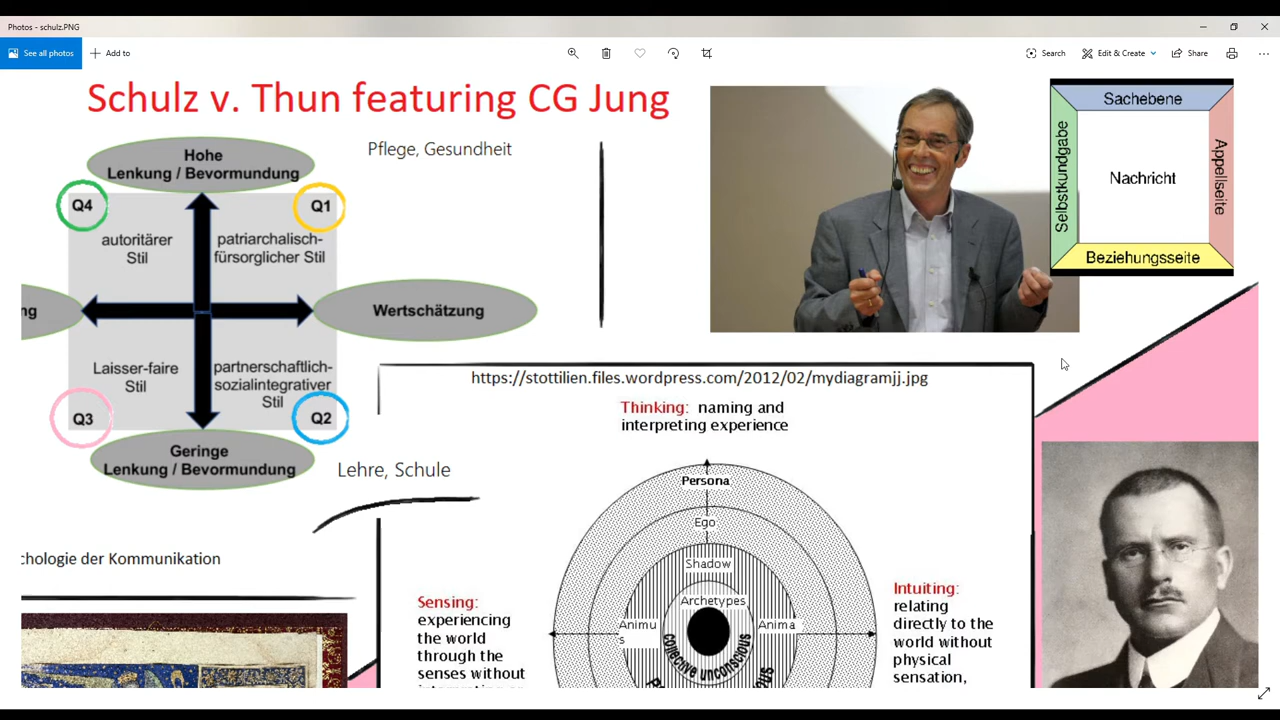 Photos - schulz.PNG
See all photos
Add to
Search
Edit & Create
Share
Schulz v. Thun featuring CG Jung
Hohe
Lenkung / Bevormundung
Pflege, Gesundheit
Q4
Q1
autoritärer
Stil
patriarchalisch-
fürsorglicher Stil
ng
Wertschätzung
Laisser-faire
Stil
partnerschaftlich-
sozialintegrativer
Stil
Q3
Q2
Geringe
Lenkung / Bevormundung
Lehre, Schule
chologie der Kommunikation
Sachebene
Selbstkundgabe
Nachricht
Appellseite
Beziehungsseite
https://stottilien.files.wordpress.com/2012/02/mydiagramjj.jpg
Thinking: naming and
interpreting experience
Persona
Ego
Shadow
Archetypes
Animu
s
Anima
collective unconscious
Sensing:
experiencing
the world
through the
senses without
Intuiting:
relating
directly to the
world without
physical
sensation,